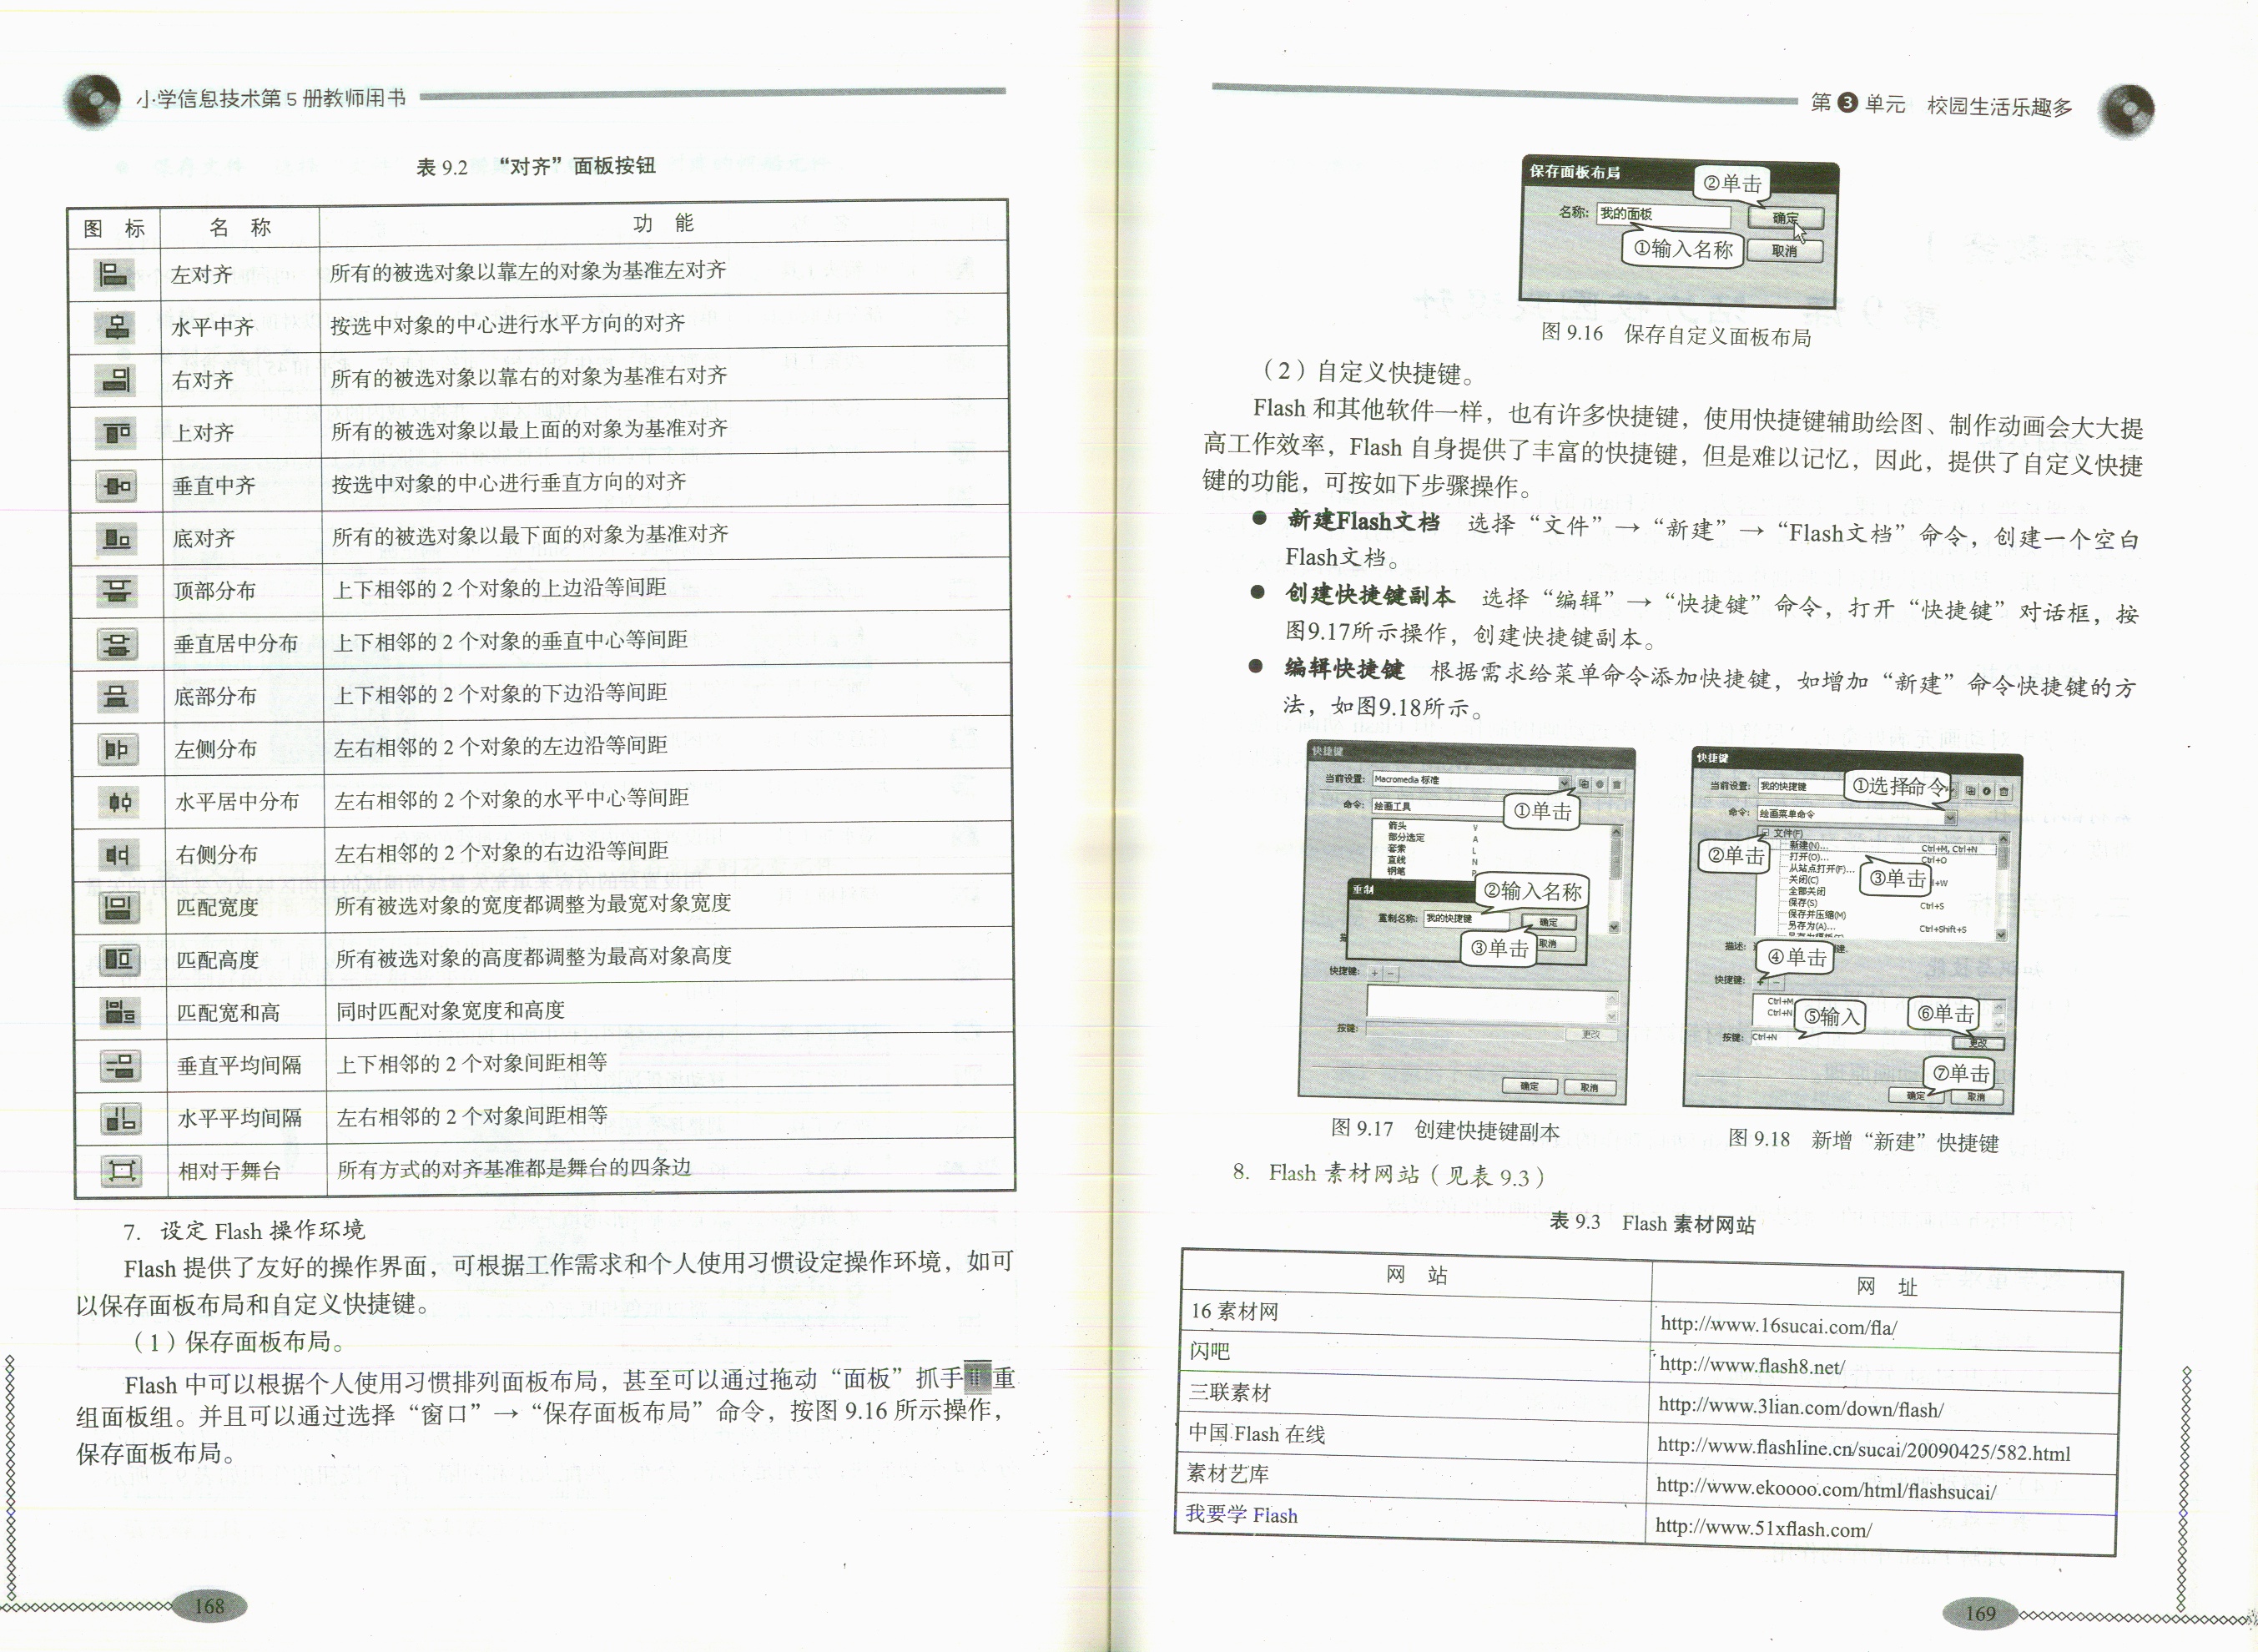 小学信息技术第 5 册教师用书
表 9.2 “对齐”面板按钮
图 标 名 称 功 能
左对齐 所有的被选对象以靠左的对象为基准左对齐
水平中齐 按选中对象的中心进行水平方向的对齐
右对齐 所有的被选对象以靠右的对象为基准右对齐
上对齐 所有的被选对象以最上面的对象为基准对齐
垂直中齐 按选中对象的中心进行垂直方向的对齐
底对齐 所有的被选对象以最下面的对象为基准对齐
顶部分布 上下相邻的 2 个对象的上边沿等间距
垂直居中分布 上下相邻的 2 个对象的垂直中心等间距
底部分布 上下相邻的 2 个对象的下边沿等间距
左侧分布 左右相邻的 2 个对象的左边沿等间距
水平居中分布 左右相邻的 2 个对象的水平中心等间距
右侧分布 左右相邻的 2 个对象的右边沿等间距
匹配宽度 所有被选对象的宽度都调整为最宽对象宽度
匹配高度 所有被选对象的高度都调整为最高对象高度
匹配宽和高 同时匹配对象宽度和高度
垂直平均间隔 上下相邻的 2 个对象间距相等
水平平均间隔 左右相邻的 2 个对象间距相等
相对于舞台 所有方式的对齐基准都是舞台的四条边
7. 设定 Flash 操作环境
Flash 提供了友好的操作界面，可根据工作需求和个人使用习惯设定操作环境，如可
以保存面板布局和自定义快捷键。
（1）保存面板布局。
Flash 中可以根据个人使用习惯排列面板布局，甚至可以通过拖动“面板”抓手重
组面板组。并且可以通过选择“窗口”→“保存面板布局”命令，按图 9.16 所示操作，
保存面板布局。
168
第 3 单元 校园生活乐趣多
保存面板布局
②单击
名称: 我的面板 确定
①输入名称 取消
图 9.16 保存自定义面板布局
（2）自定义快捷键。
Flash 和其他软件一样，也有许多快捷键，使用快捷键辅助绘图、制作动画会大大提
高工作效率，Flash 自身提供了丰富的快捷键，但是难以记忆，因此，提供了自定义快捷
键的功能，可按如下步骤操作。
● 新建Flash文档 选择“文件”→“新建”→“Flash文档”命令，创建一个空白
Flash文档。
● 创建快捷键副本 选择“编辑”→“快捷键”命令，打开“快捷键”对话框，按
图9.17所示操作，创建快捷键副本。
● 编辑快捷键 根据需求给菜单命令添加快捷键，如增加“新建”命令快捷键的方
法，如图9.18所示。
快捷键
当前设置: Macromedia 标准
命令: 绘画工具
①单击
箭头 V
部分选定 A
套索 L
直线 N
钢笔 P
重制
②输入名称
重制名称: 我的快捷键 确定
③单击 取消
快捷键: + −
按键: 更改
确定 取消
图 9.17 创建快捷键副本
快捷键
当前设置: 我的快捷键
①选择命令
命令: 绘画菜单命令
文件(F)
②单击
新建(N)... Ctrl+M, Ctrl+N
打开(O)... Ctrl+O
从站点打开(F)...
③单击
关闭(C) +W
全部关闭
保存(S) Ctrl+S
保存并压缩(M)
另存为(A)... Ctrl+Shift+S
描述:
④单击
快捷键: + −
Ctrl+M
Ctrl+N
⑤输入
⑥单击
按键: Ctrl+N 更改
⑦单击
确定 取消
图 9.18 新增“新建”快捷键
8. Flash 素材网站（见表 9.3）
表 9.3 Flash 素材网站
网 站 网 址
16 素材网 http://www.16sucai.com/fla/
闪吧 http://www.flash8.net/
三联素材 http://www.3lian.com/down/flash/
中国 Flash 在线 http://www.flashline.cn/sucai/20090425/582.html
素材艺库 http://www.ekoooo.com/html/flashsucai/
我要学 Flash http://www.51xflash.com/
169